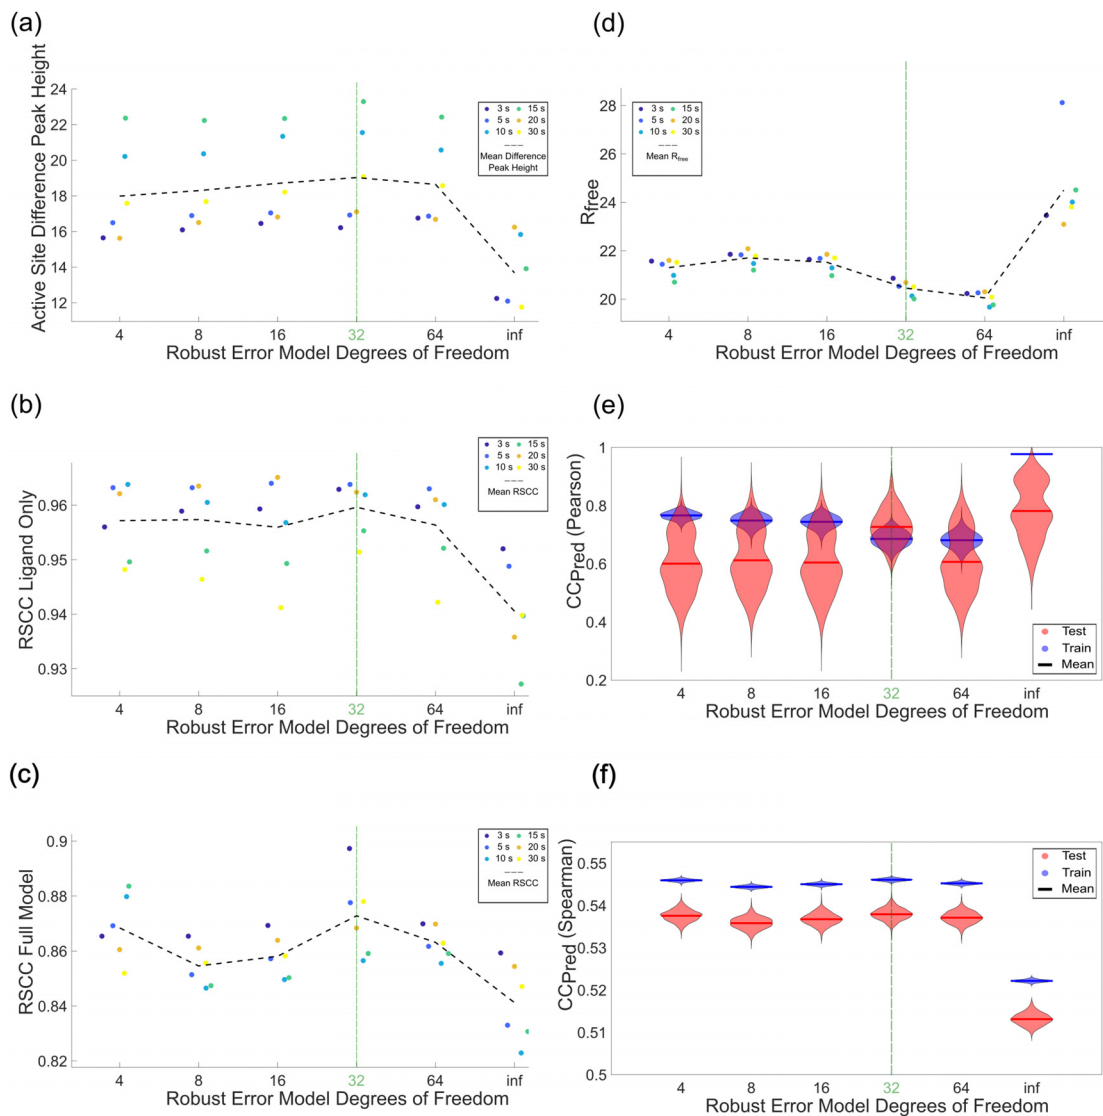 (a)
Active Site Difference Peak Height
24
22
20
18
16
14
12
4 8 16 32 64 inf
Robust Error Model Degrees of Freedom
3 s 15 s
5 s 20 s
10 s 30 s
Mean Difference
Peak Height
(d)
Rfree
28
26
24
22
20
4 8 16 32 64 inf
Robust Error Model Degrees of Freedom
3 s 15 s
5 s 20 s
10 s 30 s
Mean Rfree
(b)
RSCC Ligand Only
0.96
0.95
0.94
0.93
4 8 16 32 64 inf
Robust Error Model Degrees of Freedom
3 s 15 s
5 s 20 s
10 s 30 s
Mean RSCC
(e)
CCPred (Pearson)
1
0.8
0.6
0.4
0.2
4 8 16 32 64 inf
Robust Error Model Degrees of Freedom
Test
Train
Mean
(c)
RSCC Full Model
0.9
0.88
0.86
0.84
0.82
4 8 16 32 64 inf
Robust Error Model Degrees of Freedom
3 s 15 s
5 s 20 s
10 s 30 s
Mean RSCC
(f)
CCPred (Spearman)
0.55
0.54
0.53
0.52
0.51
0.5
4 8 16 32 64 inf
Robust Error Model Degrees of Freedom
Test
Train
Mean